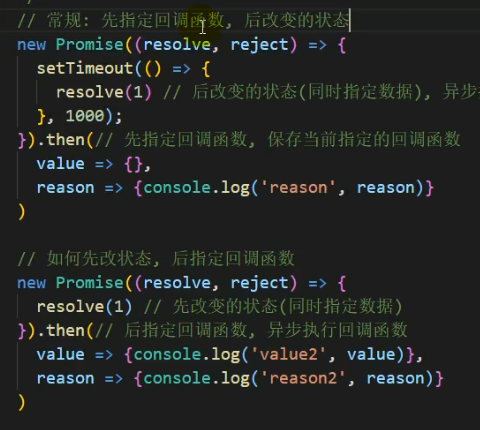 // 常规: 先指定回调函数, 后改变的状态
new Promise((resolve, reject) => {
setTimeout(() => {
resolve(1) // 后改变的状态(同时指定数据), 异步
}, 1000);
}).then(// 先指定回调函数, 保存当前指定的回调函数
value => {},
reason => {console.log('reason', reason)}
)
// 如何先改状态, 后指定回调函数
new Promise((resolve, reject) => {
resolve(1) // 先改变的状态(同时指定数据)
}).then(// 后指定回调函数, 异步执行回调函数
value => {console.log('value2', value)},
reason => {console.log('reason2', reason)}
)